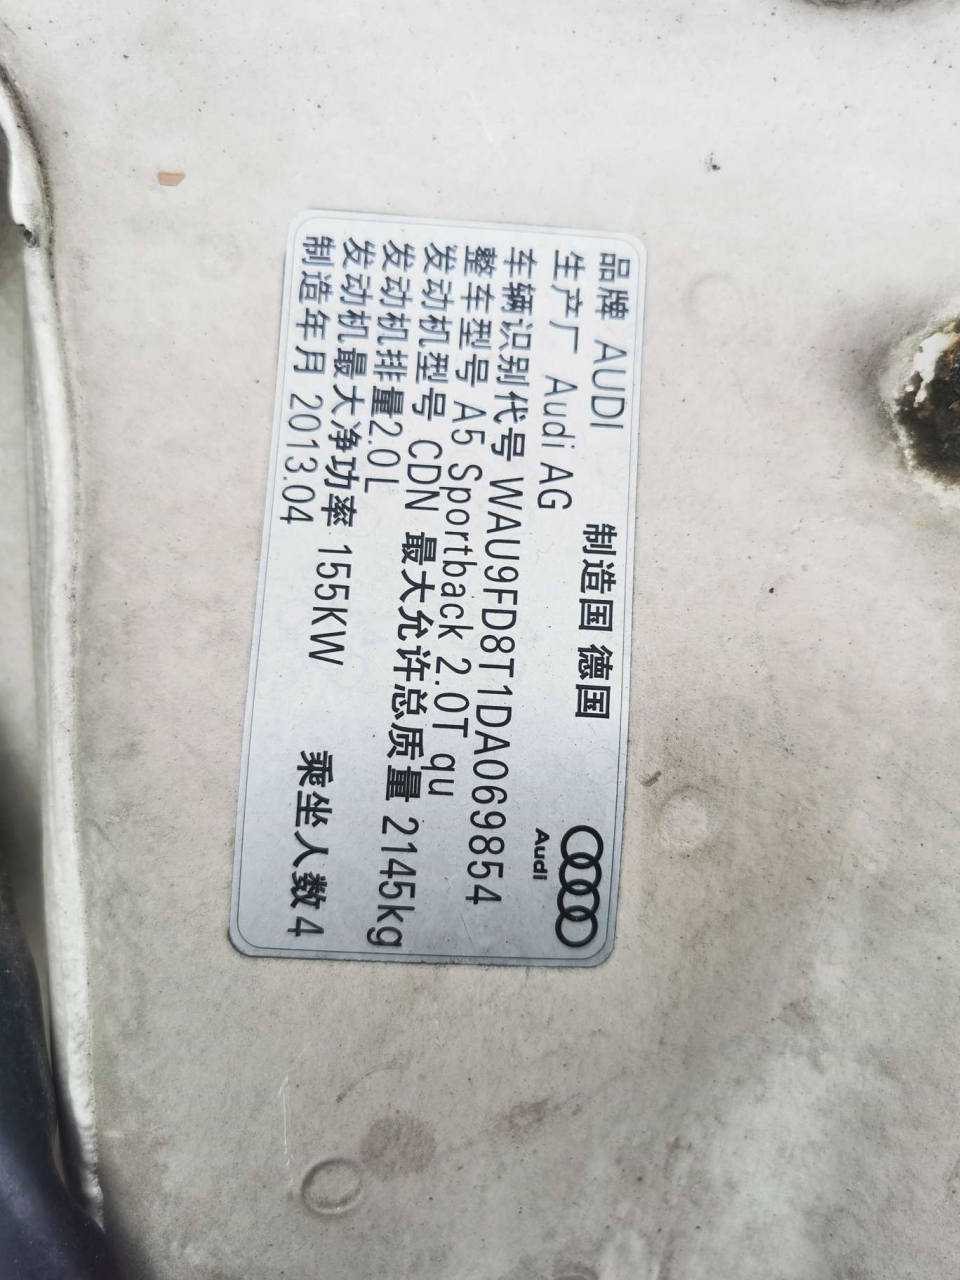 品牌 AUDI 制造国 德国
生产厂 Audi AG
Audi
车辆识别代号 WAU9FD8T1DA069854
整车型号 A5 Sportback 2.0T qu
发动机型号 CDN 最大允许总质量 2145kg
发动机排量2.0L
发动机最大净功率 155KW
制造年月 2013.04 乘坐人数4